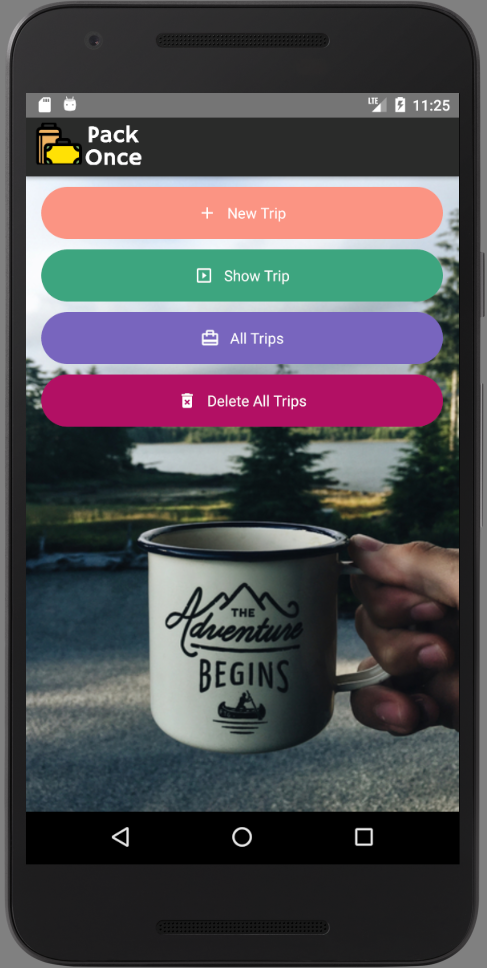 LTE 11:25
Pack
Once
New Trip
Show Trip
All Trips
Delete All Trips
THE
Adventure
BEGINS